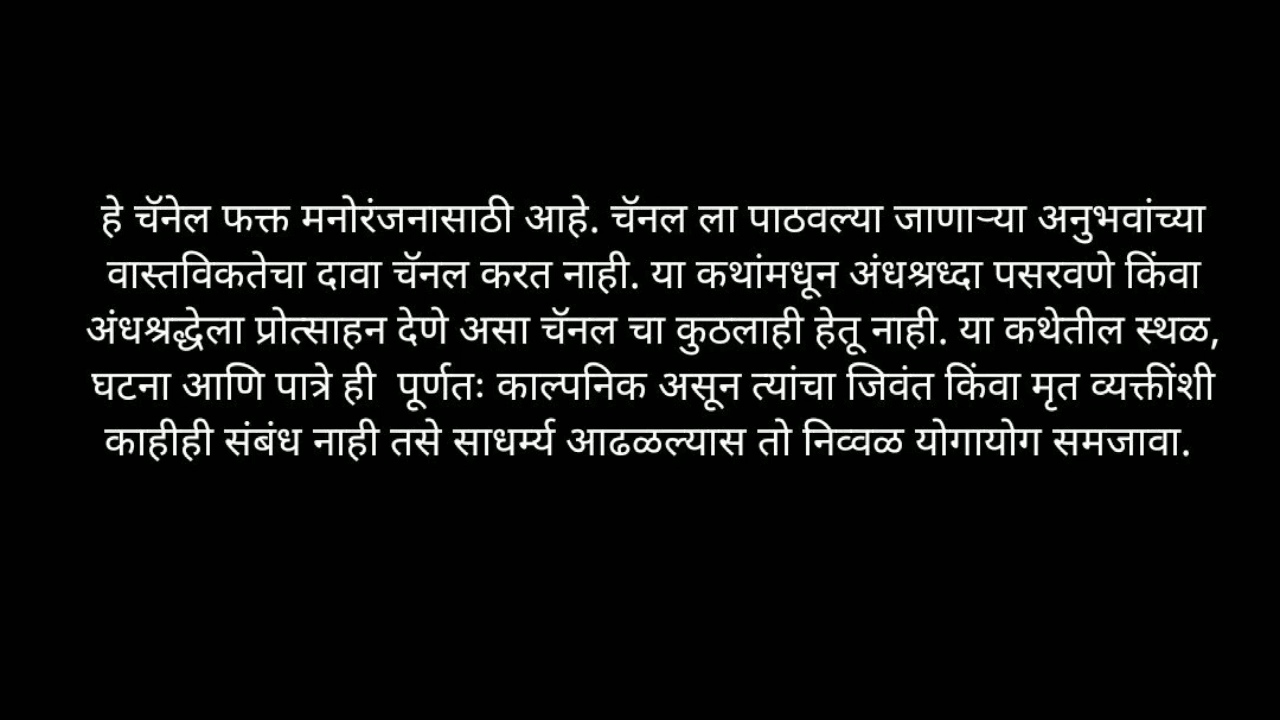 हे चॅनेल फक्त मनोरंजनासाठी आहे. चॅनल ला पाठवल्या जाणाऱ्या अनुभवांच्या
वास्तविकतेचा दावा चॅनल करत नाही. या कथांमधून अंधश्रध्दा पसरवणे किंवा
अंधश्रद्धेला प्रोत्साहन देणे असा चॅनल चा कुठलाही हेतू नाही. या कथेतील स्थळ,
घटना आणि पात्रे ही  पूर्णतः काल्पनिक असून त्यांचा जिवंत किंवा मृत व्यक्तींशी
काहीही संबंध नाही तसे साधर्म्य आढळल्यास तो निव्वळ योगायोग समजावा.